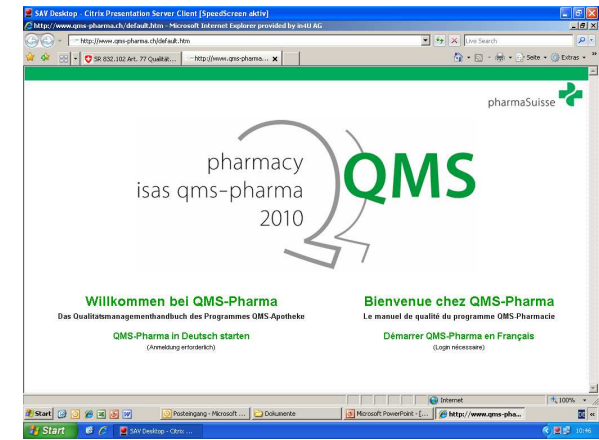 SAV Desktop - Citrix Presentation Server Client [SpeedScreen aktiv]
http://www.qms-pharma.ch/default.htm - Microsoft Internet Explorer provided by in4U AG
http://www.qms-pharma.ch/default.htm
Live Search
SR 832.102 Art. 77 Qualität...
http://www.qms-pharma...
Seite
Extras
pharmaSuisse
pharmacy
isas qms-pharma
2010
QMS
Willkommen bei QMS-Pharma
Das Qualitätsmanagementhandbuch des Programmes QMS-Apotheke
QMS-Pharma in Deutsch starten
(Anmeldung erforderlich)
Bienvenue chez QMS-Pharma
Le manuel de qualité du programme QMS-Pharmacie
Démarrer QMS-Pharma en Français
(Login nécessaire)
Internet
100%
Start
Posteingang - Microsoft ...
Dokumente
Microsoft PowerPoint - [...
http://www.qms-pha...
DE
Start
SAV Desktop - Citrix ...
10:46